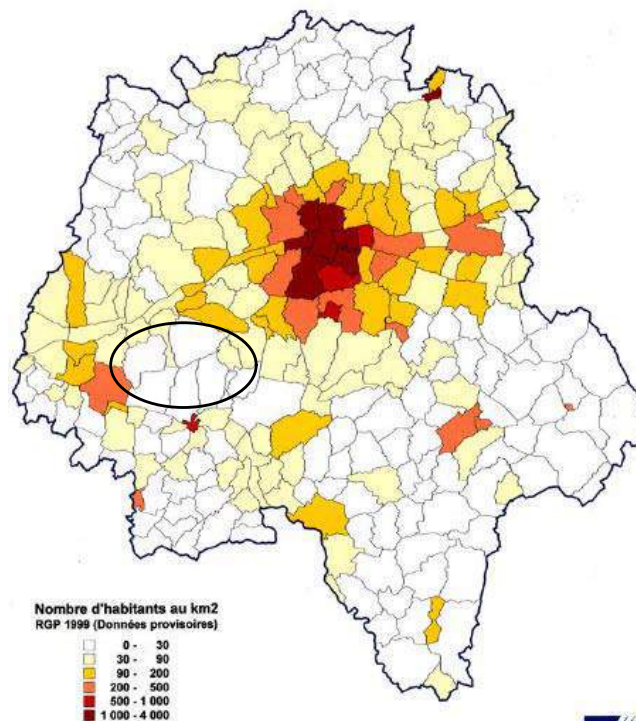 Nombre d'habitants au km2
RGP 1999 (Données provisoires)
0 - 30
30 - 90
90 - 200
200 - 500
500 - 1 000
1 000 - 4 000